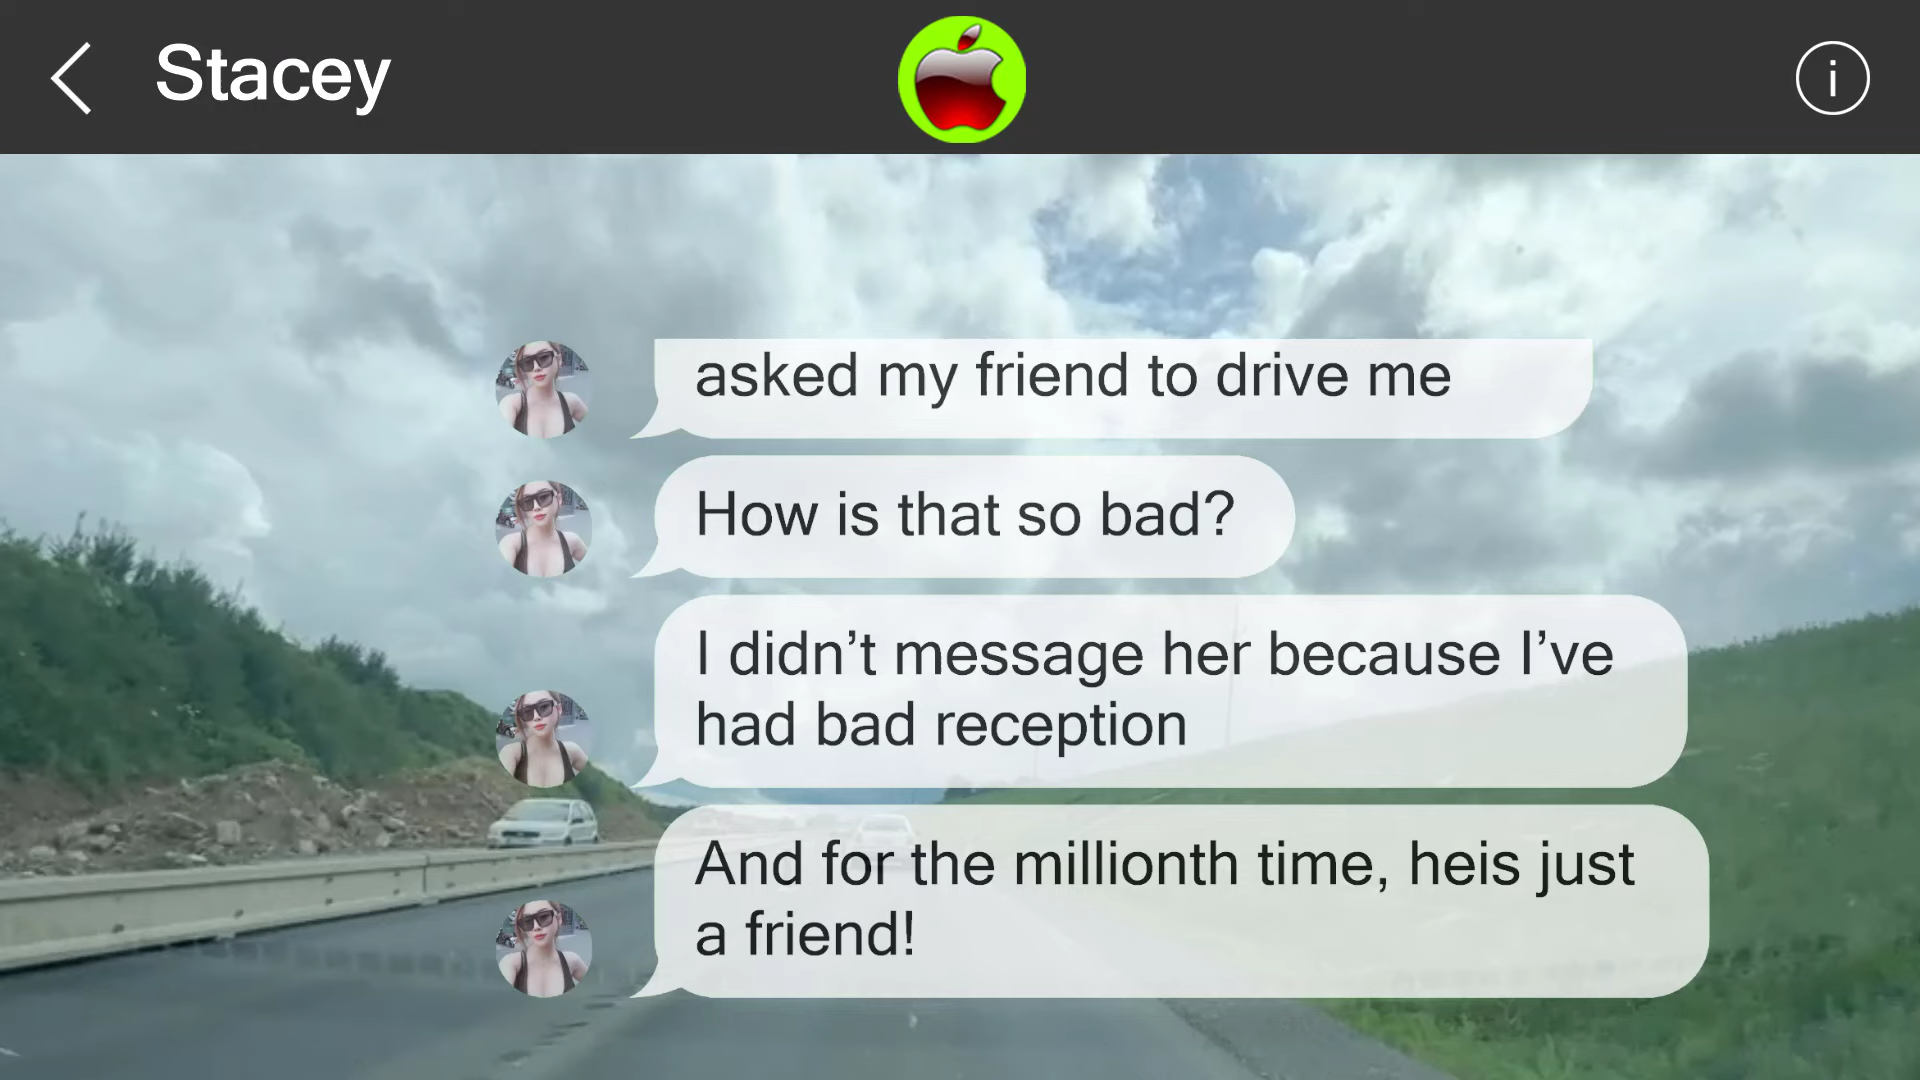 Stacey
asked my friend to drive me
How is that so bad?
I didn’t message her because I’ve
had bad reception
And for the millionth time, heis just
a friend!